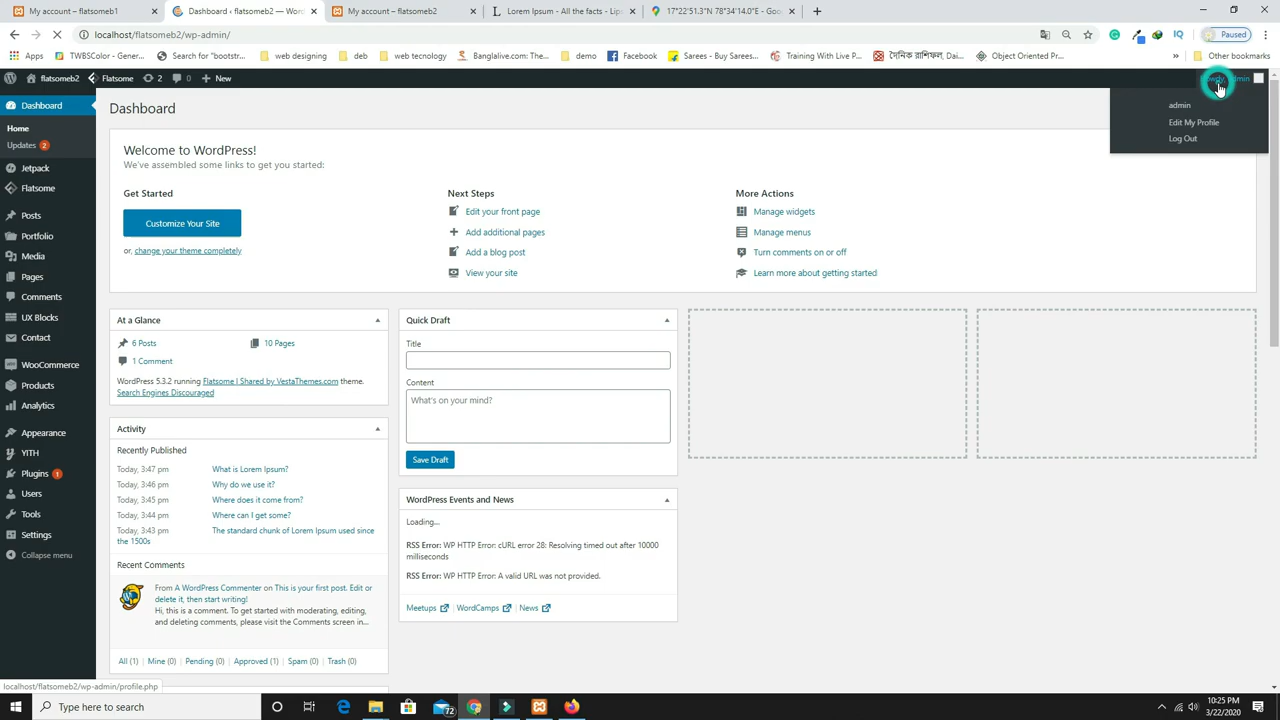 My account – flatsomeb1
Dashboard ‹ flatsomeb2 — Wor
My account – flatsomeb2
Lorem Ipsum - All the facts - Lip
17°22'51.3"N 78°34'14.0"E - Goo
localhost/flatsomeb2/wp-admin/
Paused
Apps
TWBSColor - Glyphic
Search for "bootstr...
web designing
deb
web tecnology
Banglalive.com: The...
demo
Facebook
Sarees - Buy Sarees...
Training With Live P...
দৈনিক রাশিফল, Dai...
Object Oriented Pro...
»
Other bookmarks
flatsomeb2
Flatsome
2
0
New
admin
admin
Edit My Profile
Log Out
Dashboard
Home
Updates 2
Jetpack
Flatsome
Posts
Portfolio
Media
Pages
Comments
UX Blocks
Contact
WooCommerce
Products
Analytics
Appearance
YITH
Plugins 1
Users
Tools
Settings
Collapse menu
Dashboard
Welcome to WordPress!
We've assembled some links to get you started:
Get Started
Customize Your Site
or, change your theme completely
Next Steps
Edit your front page
Add additional pages
Add a blog post
View your site
More Actions
Manage widgets
Manage menus
Turn comments on or off
Learn more about getting started
At a Glance
6 Posts
10 Pages
1 Comment
WordPress 5.3.2 running Flatsome | Shared by VestaThemes.com theme.
Search Engines Discouraged
Activity
Recently Published
Today, 3:47 pm What is Lorem Ipsum?
Today, 3:46 pm Why do we use it?
Today, 3:45 pm Where does it come from?
Today, 3:44 pm Where can I get some?
Today, 3:43 pm The standard chunk of Lorem Ipsum used since
the 1500s
Recent Comments
From A WordPress Commenter on This is your first post. Edit or
delete it, then start writing!
Hi, this is a comment. To get started with moderating, editing,
and deleting comments, please visit the Comments screen in...
All (1) | Mine (0) | Pending (0) | Approved (1) | Spam (0) | Trash (0)
Quick Draft
Title
Content
What's on your mind?
Save Draft
WordPress Events and News
Loading...
RSS Error: WP HTTP Error: cURL error 28: Resolving timed out after 10000
milliseconds
RSS Error: WP HTTP Error: A valid URL was not provided.
Meetups | WordCamps | News
localhost/flatsomeb2/wp-admin/profile.php
Type here to search
72
10:25 PM
3/22/2020